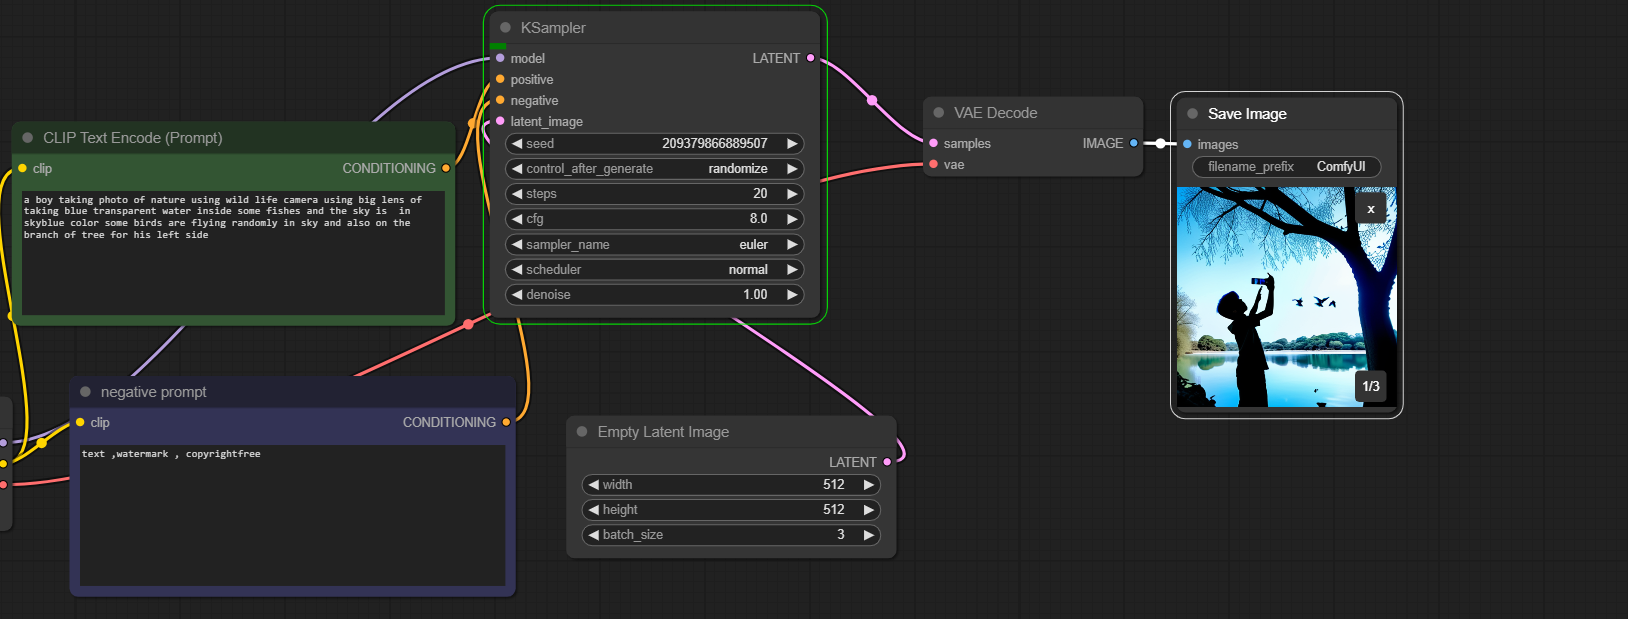 CLIP Text Encode (Prompt)
clip
CONDITIONING
a boy taking photo of nature using wild life camera using big lens of
taking blue transparent water inside some fishes and the sky is  in
skyblue color some birds are flying randomly in sky and also on the
branch of tree for his left side
negative prompt
clip
CONDITIONING
text ,watermark , copyrightfree
KSampler
model
LATENT
positive
negative
latent_image
seed 209379866889507
control_after_generate randomize
steps 20
cfg 8.0
sampler_name euler
scheduler normal
denoise 1.00
Empty Latent Image
LATENT
width 512
height 512
batch_size 3
VAE Decode
samples IMAGE
vae
Save Image
images
filename_prefix ComfyUI
x
1/3